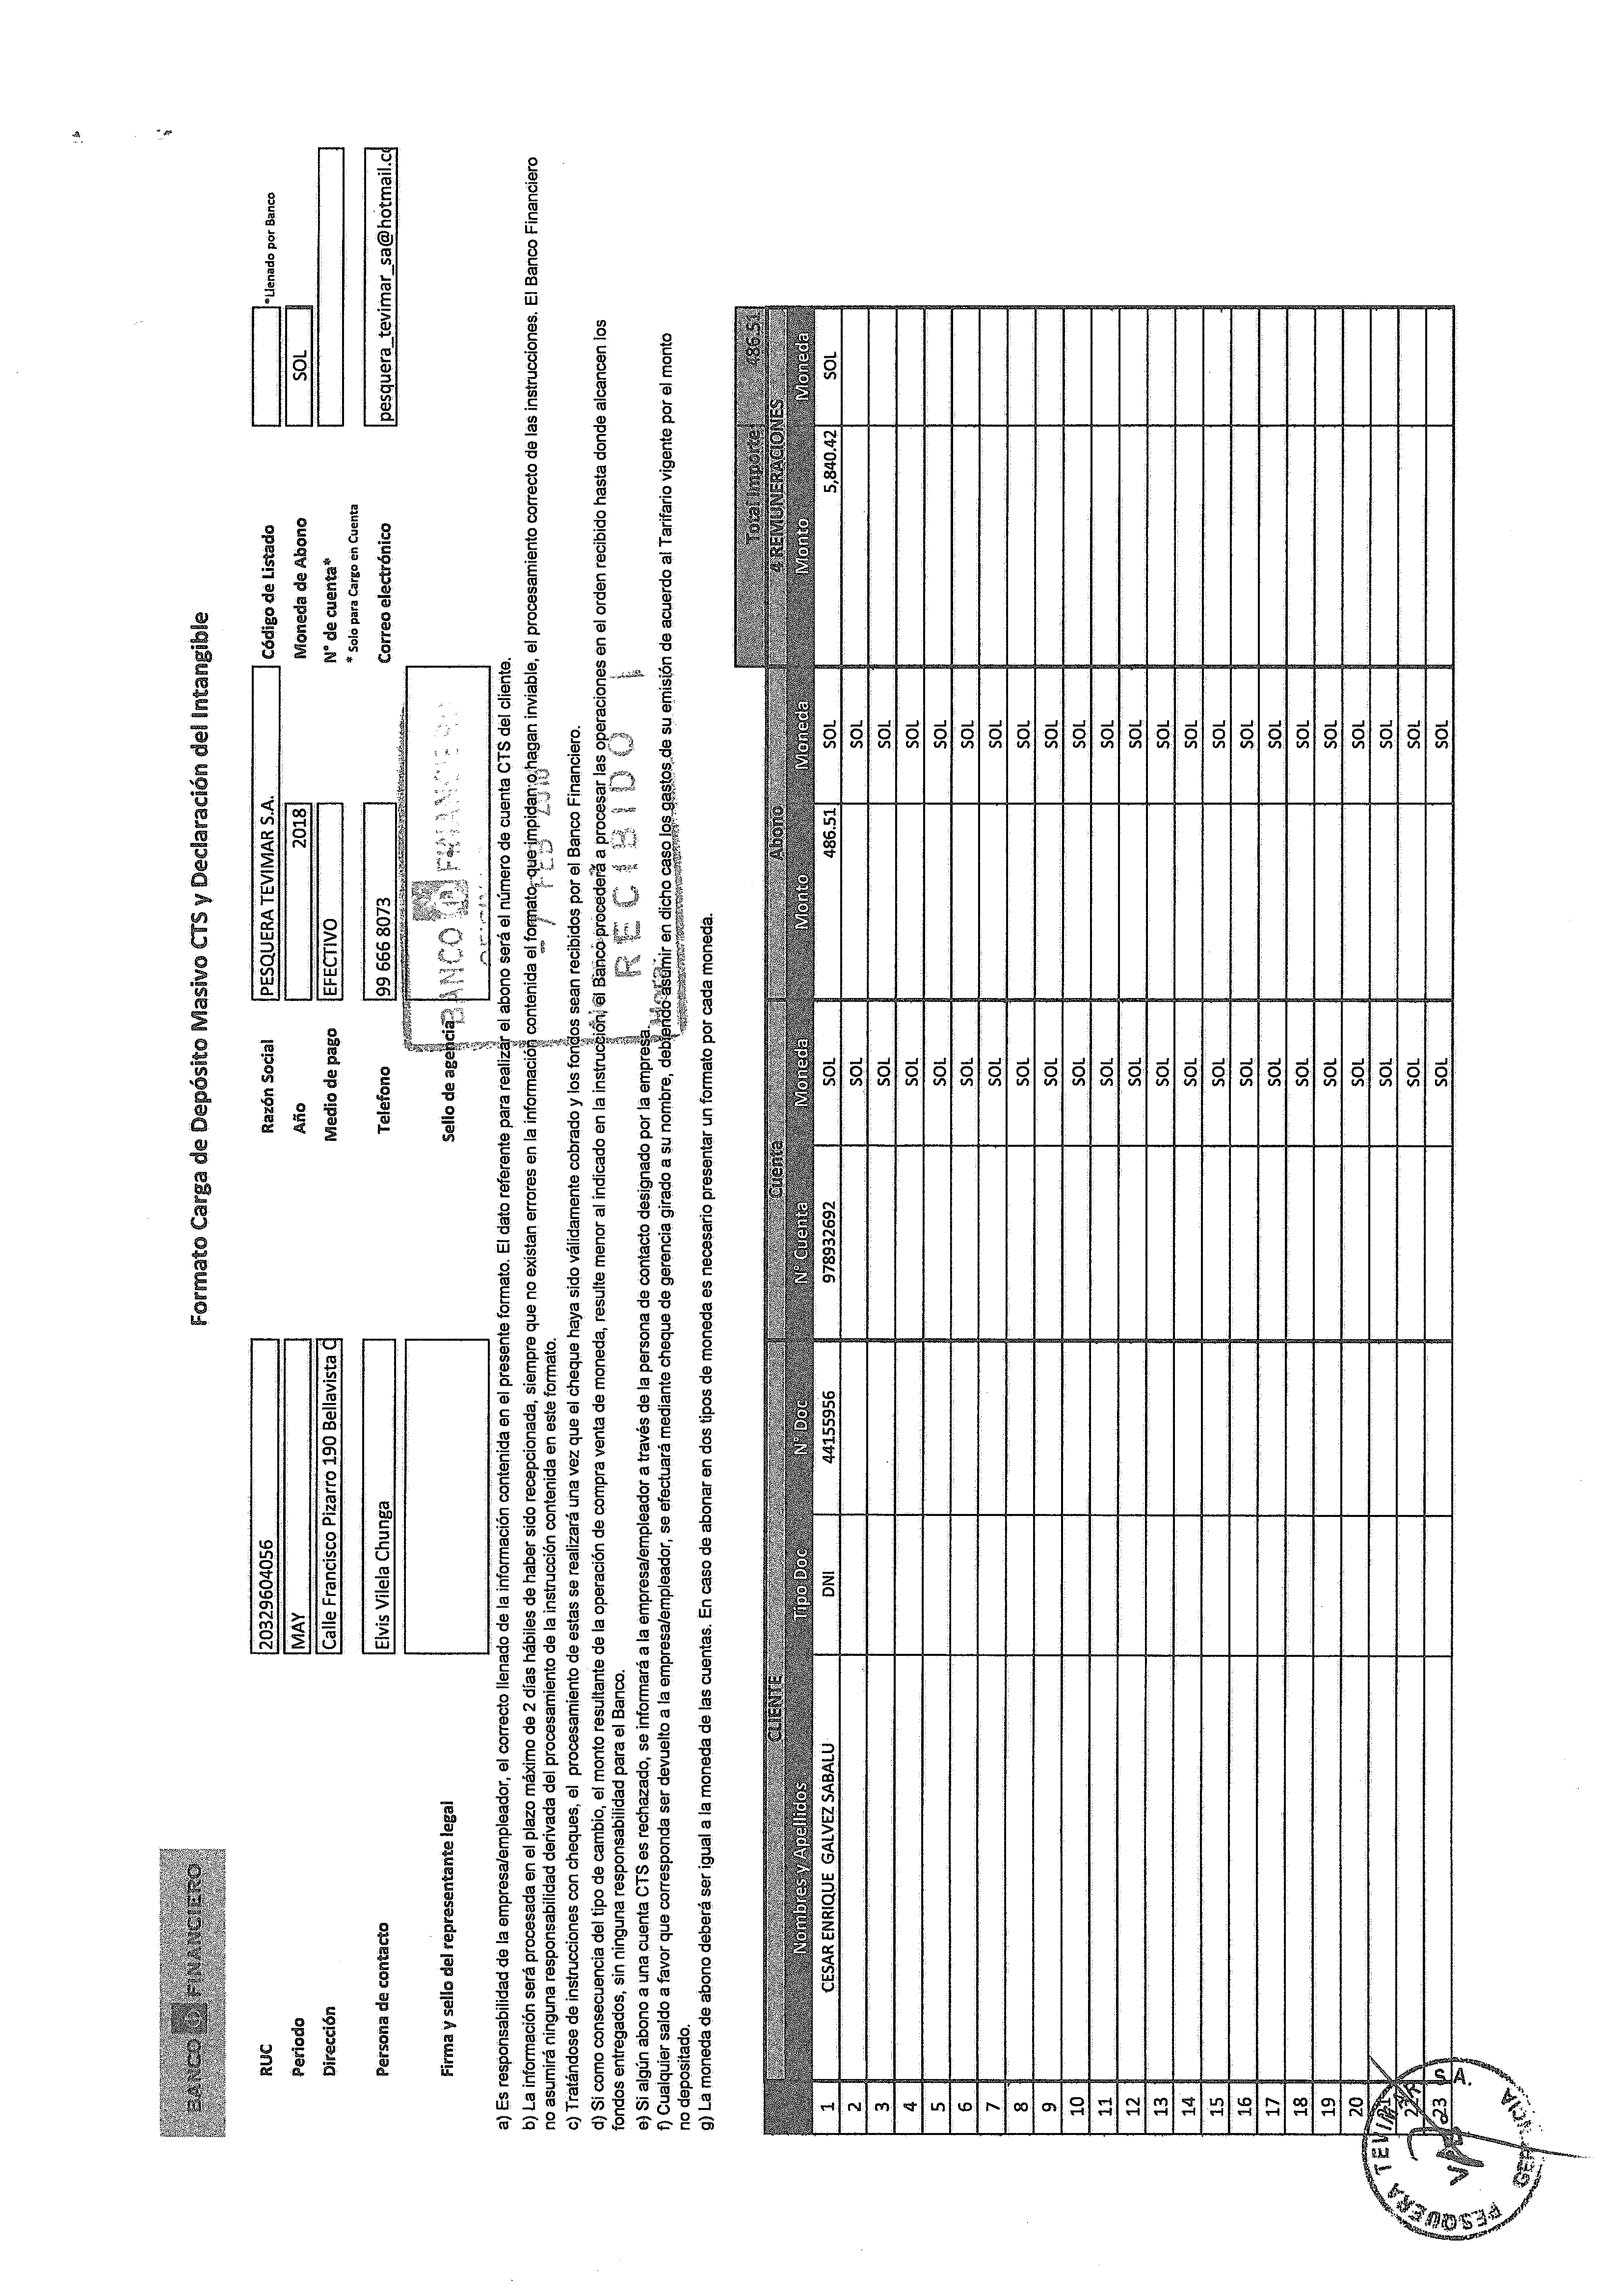 BANCO FINANCIERO
Formato Carga de Depósito Masivo CTS y Declaración del Intangible
RUC 20329604056 Razón Social PESQUERA TEVIMAR S.A. Código de Listado *Llenado por Banco
Periodo MAY Año 2018 Moneda de Abono SOL
Dirección Calle Francisco Pizarro 190 Bellavista C Medio de pago EFECTIVO N° de cuenta*
* Solo para Cargo en Cuenta
Persona de contacto Elvis Vilela Chunga Telefono 99 666 8073 Correo electrónico pesquera_tevimar_sa@hotmail.co
Firma y sello del representante legal Sello de agencia
BANCO FINANCIERO
FEB
RECIBIDO
Hora:
a) Es responsabilidad de la empresa/empleador, el correcto llenado de la información contenida en el presente formato. El dato referente para realizar el abono será el número de cuenta CTS del cliente.
b) La información será procesada en el plazo máximo de 2 días hábiles de haber sido recepcionada, siempre que no existan errores en la información contenida el formato que impidan o hagan inviable, el procesamiento correcto de las instrucciones. El Banco Financiero
no asumirá ninguna responsabilidad derivada del procesamiento de la instrucción contenida en este formato.
c) Tratándose de instrucciones con cheques, el procesamiento de estas se realizará una vez que el cheque haya sido válidamente cobrado y los fondos sean recibidos por el Banco Financiero.
d) Si como consecuencia del tipo de cambio, el monto resultante de la operación de compra venta de moneda, resulte menor al indicado en la instrucción, el Banco procederá a procesar las operaciones en el orden recibido hasta donde alcancen los
fondos entregados, sin ninguna responsabilidad para el Banco.
e) Si algún abono a una cuenta CTS es rechazado, se informará a la empresa/empleador a través de la persona de contacto designado por la empresa.
f) Cualquier saldo a favor que corresponda ser devuelto a la empresa/empleador, se efectuará mediante cheque de gerencia girado a su nombre, debiendo asumir en dicho caso los gastos de su emisión de acuerdo al Tarifario vigente por el monto
no depositado.
g) La moneda de abono deberá ser igual a la moneda de las cuentas. En caso de abonar en dos tipos de moneda es necesario presentar un formato por cada moneda.
Total Importe: 486.51
CLIENTE Cuenta Abono 4 REMUNERACIONES
Nombres y Apellidos Tipo Doc N° Doc N° Cuenta Moneda Monto Moneda Monto Moneda
1 CESAR ENRIQUE GALVEZ SABALU DNI 44155956 978932692 SOL 486.51 SOL 5,840.42 SOL
2 SOL SOL
3 SOL SOL
4 SOL SOL
5 SOL SOL
6 SOL SOL
7 SOL SOL
8 SOL SOL
9 SOL SOL
10 SOL SOL
11 SOL SOL
12 SOL SOL
13 SOL SOL
14 SOL SOL
15 SOL SOL
16 SOL SOL
17 SOL SOL
18 SOL SOL
19 SOL SOL
20 SOL SOL
21 SOL SOL
22 SOL SOL
23 SOL SOL
PESQUERA TEVIMAR S.A.
GERENCIA